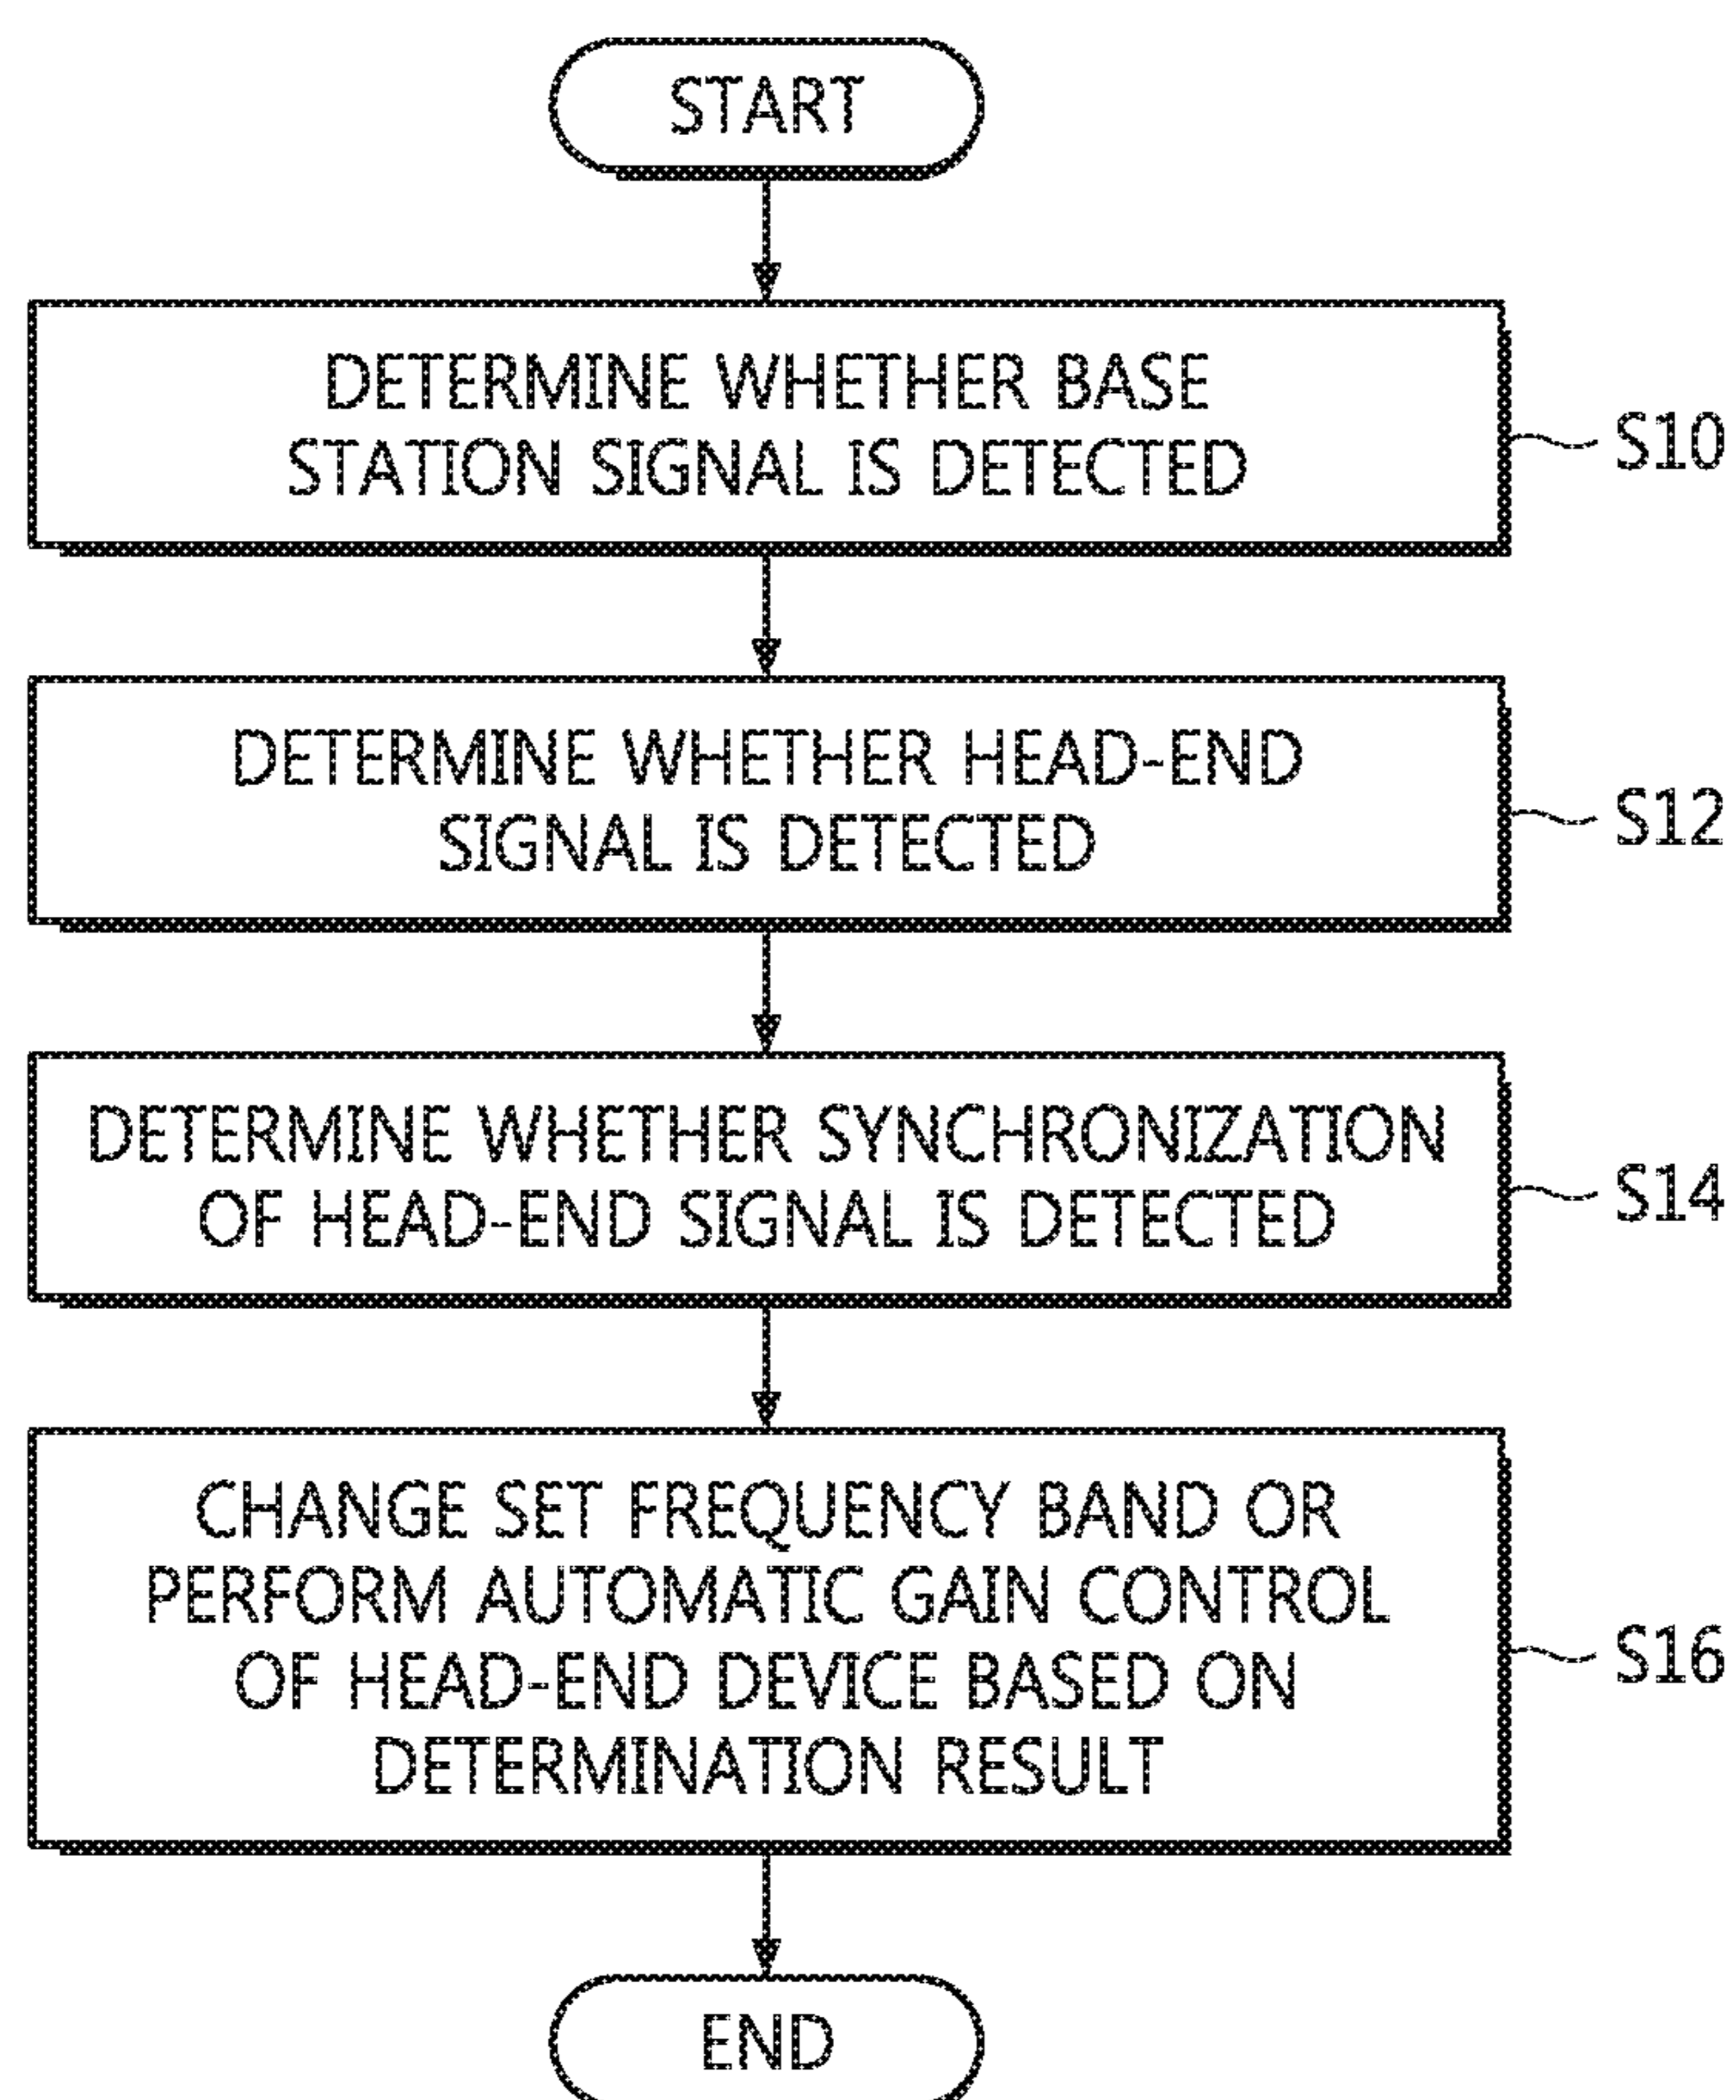 START
DETERMINE WHETHER BASE
STATION SIGNAL IS DETECTED
S10
DETERMINE WHETHER HEAD-END
SIGNAL IS DETECTED
S12
DETERMINE WHETHER SYNCHRONIZATION
OF HEAD-END SIGNAL IS DETECTED
S14
CHANGE SET FREQUENCY BAND OR
PERFORM AUTOMATIC GAIN CONTROL
OF HEAD-END DEVICE BASED ON
DETERMINATION RESULT
S16
END